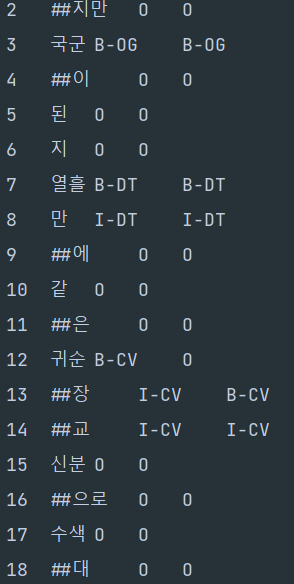 2 ##지만 O O
3 국군 B-OG B-OG
4 ##이 O O
5 된 O O
6 지 O O
7 열흘 B-DT B-DT
8 만 I-DT I-DT
9 ##에 O O
10 같 O O
11 ##은 O O
12 귀순 B-CV O
13 ##장 I-CV B-CV
14 ##교 I-CV I-CV
15 신분 O O
16 ##으로 O O
17 수색 O O
18 ##대 O O